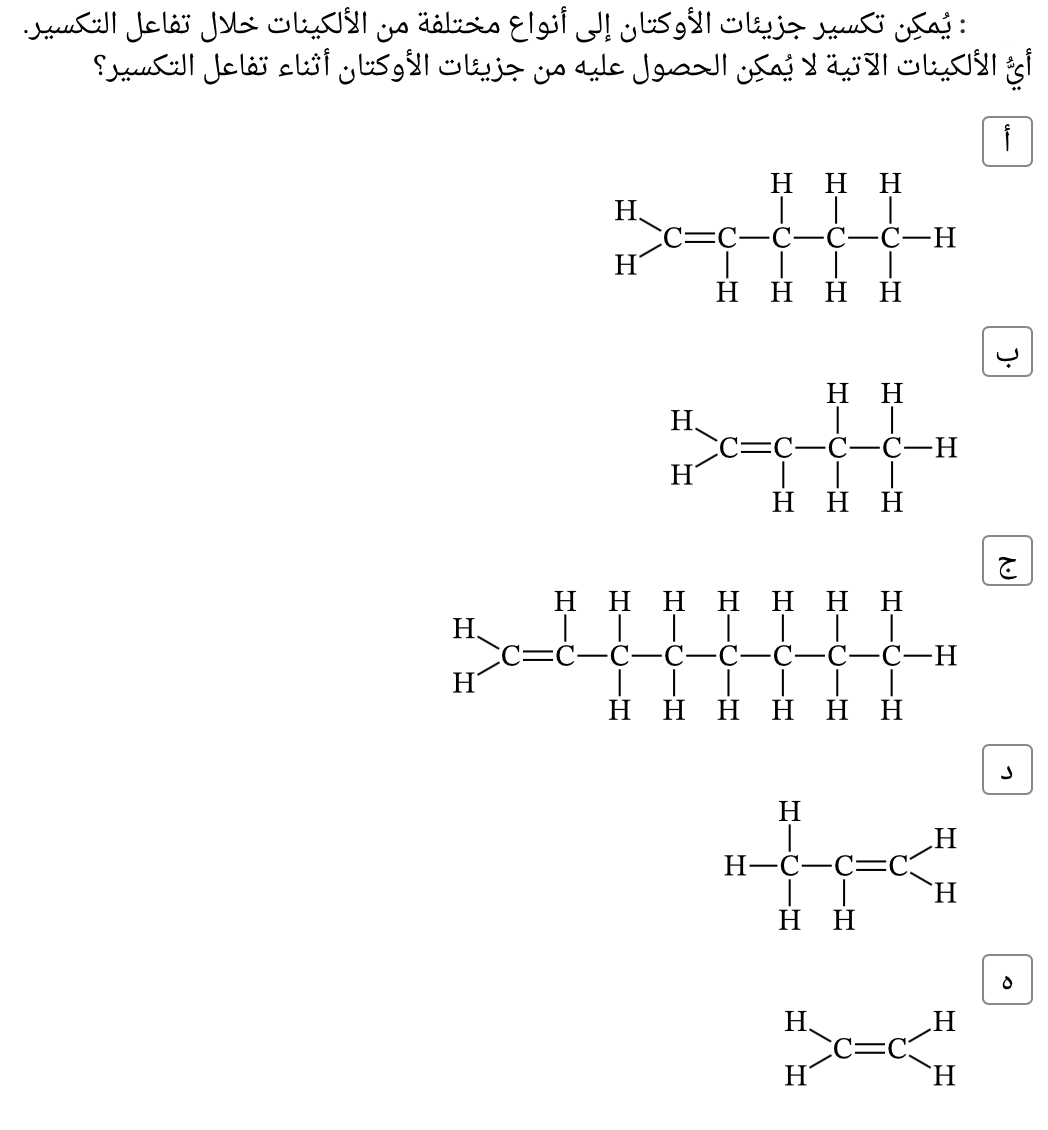 : يُمكِن تكسير جزيئات الأوكتان إلى أنواع مختلفة من الألكينات خلال تفاعل التكسير.
أيُّ الألكينات الآتية لا يُمكِن الحصول عليه من جزيئات الأوكتان أثناء تفاعل التكسير؟
أ
H H H
H
C=C—C—C—C—H
H
H H H H
ب
H H
H
C=C—C—C—H
H
H H H
ج
H H H H H H H
H
C=C—C—C—C—C—C—C—H
H
H H H H H H
د
H
H
H—C—C=C
H
H H
ه
H H
C=C
H H